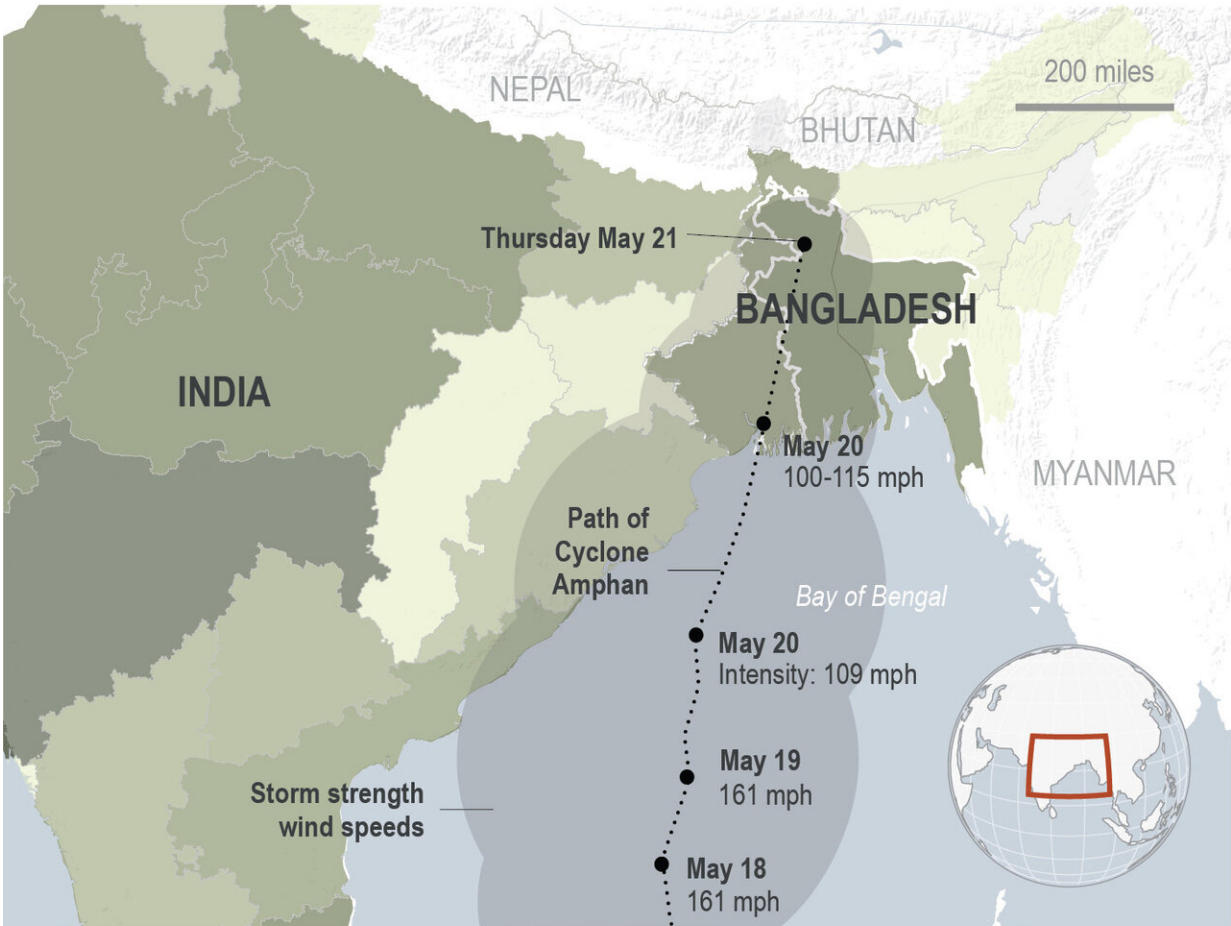 NEPAL
200 miles
BHUTAN
Thursday May 21
BANGLADESH
INDIA
May 20
100-115 mph
MYANMAR
Path of
Cyclone
Amphan
Bay of Bengal
May 20
Intensity: 109 mph
May 19
161 mph
Storm strength
wind speeds
May 18
161 mph